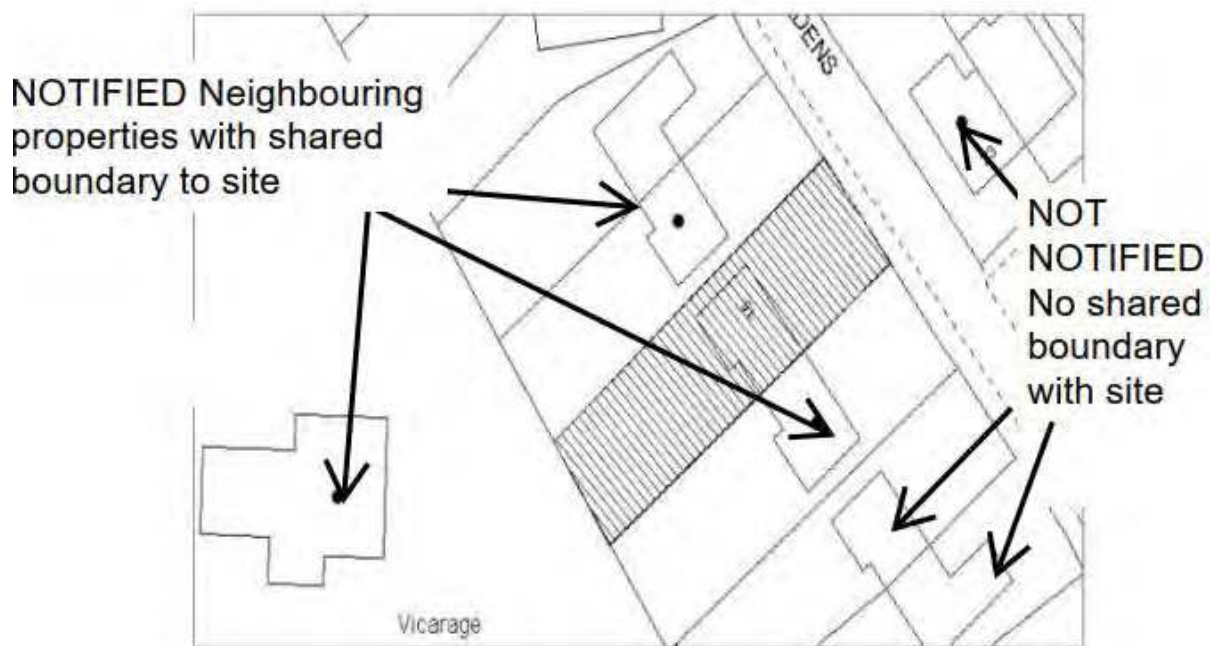 DENS
NOTIFIED Neighbouring
properties with shared
boundary to site
NOT
NOTIFIED
No shared
boundary
with site
Vicarage